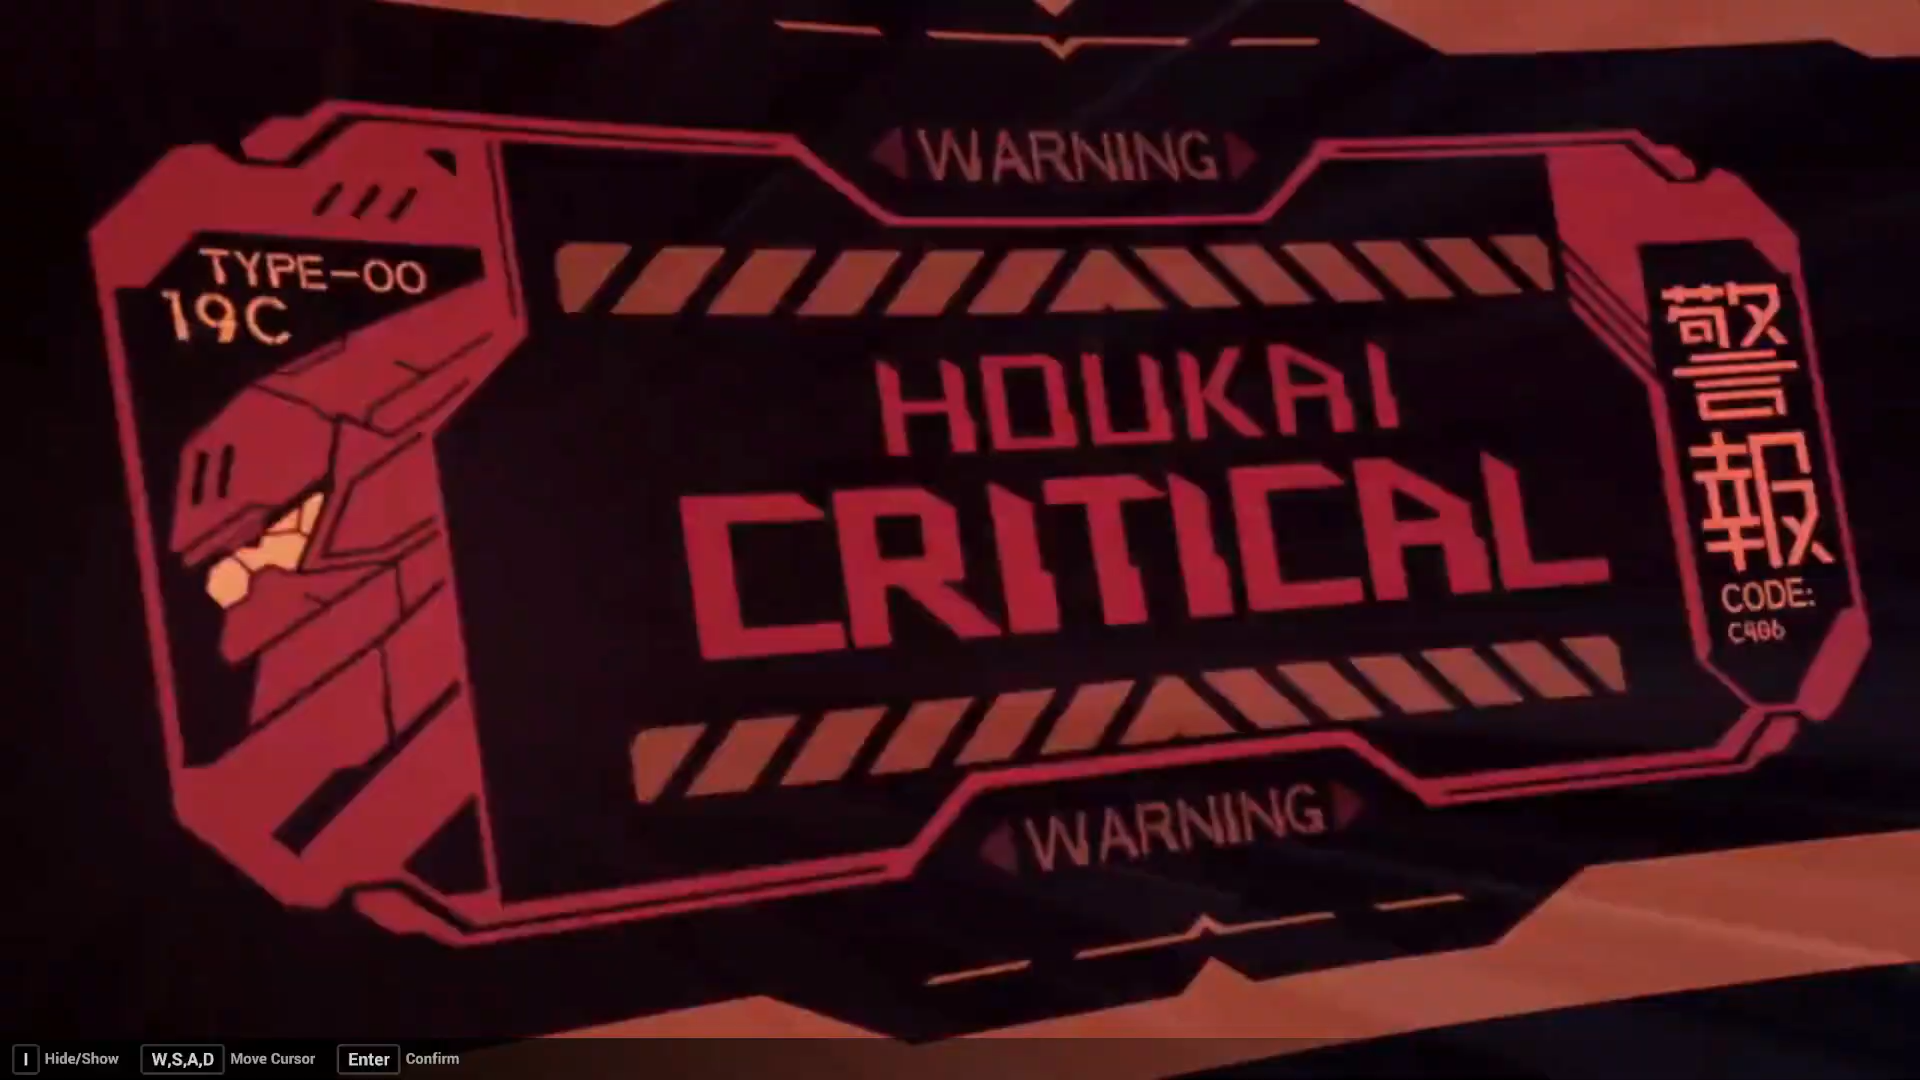 WARNING
TYPE-00
19C
HOUKAI
CRITICAL
警報
CODE:
C406
WARNING
I Hide/Show W,S,A,D Move Cursor Enter Confirm